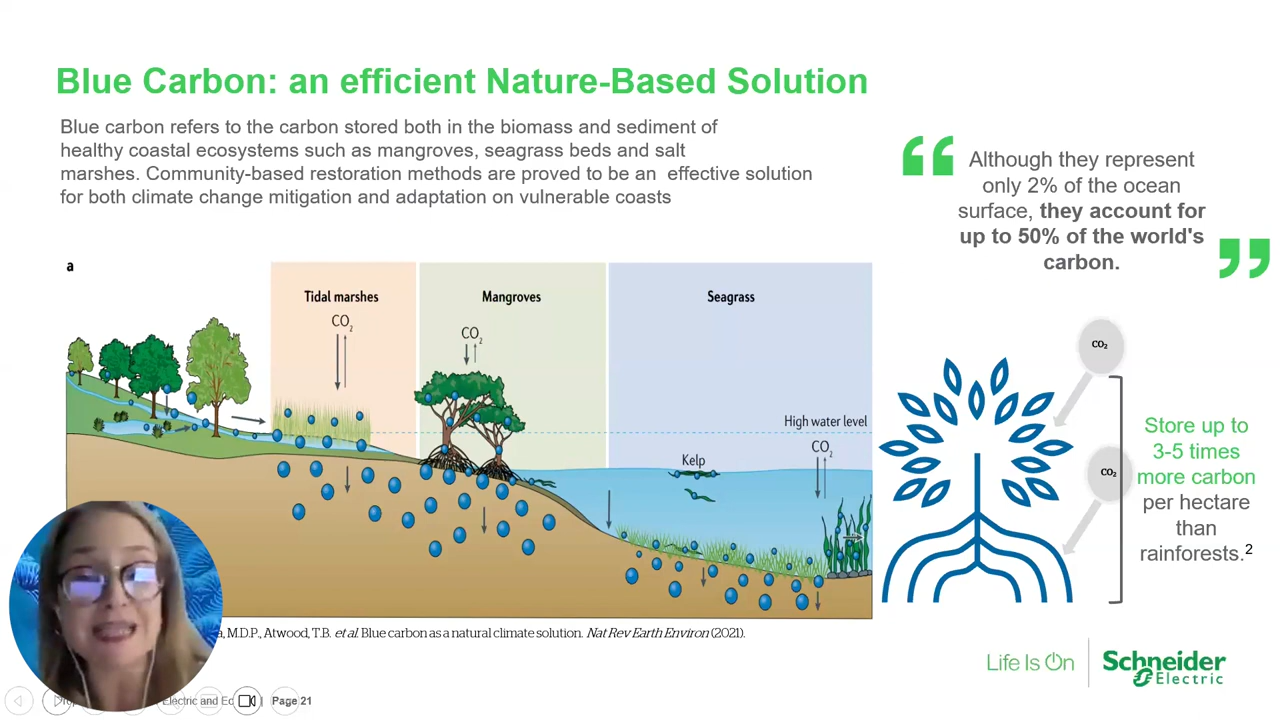 Blue Carbon: an efficient Nature-Based Solution
Blue carbon refers to the carbon stored both in the biomass and sediment of
healthy coastal ecosystems such as mangroves, seagrass beds and salt
marshes. Community-based restoration methods are proved to be an effective solution
for both climate change mitigation and adaptation on vulnerable coasts
“
Although they represent
only 2% of the ocean
surface, they account for
up to 50% of the world's
carbon.
”
a
Tidal marshes
CO2
Mangroves
CO2
Seagrass
High water level
CO2
Kelp
CO2
CO2
Store up to
3-5 times
more carbon
per hectare
than
rainforests.2
M.D.P., Atwood, T.B. et al. Blue carbon as a natural climate solution. Nat Rev Earth Environ (2021).
Life Is On
Schneider
Electric
Electric and
Page 21